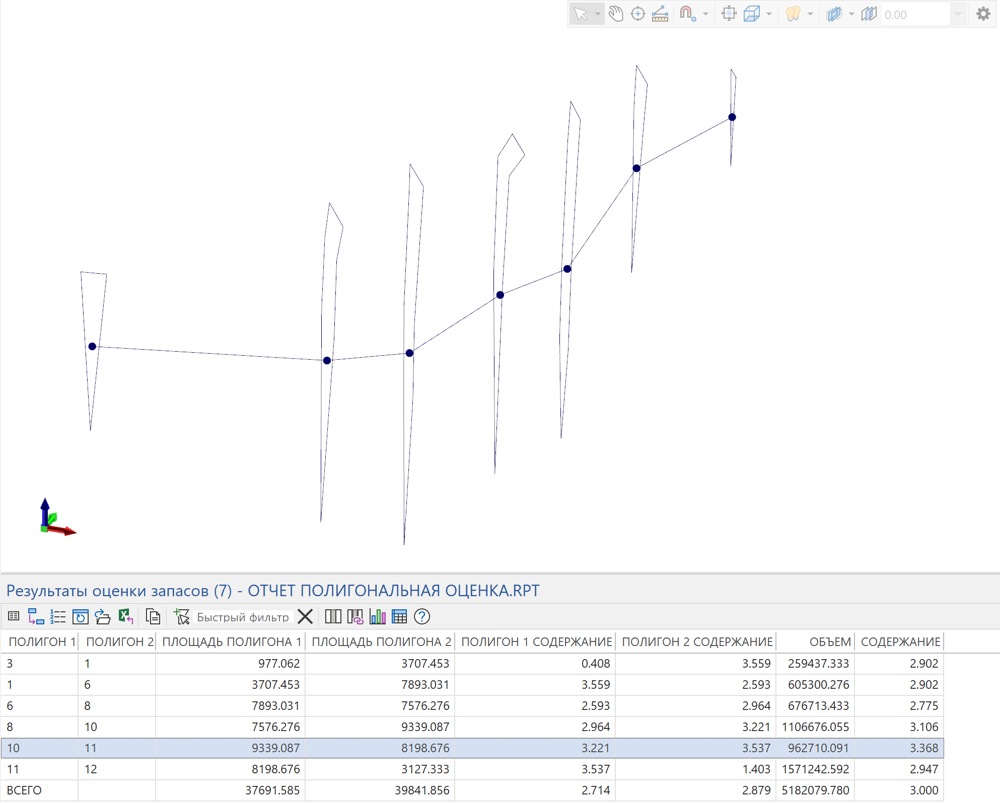 0.00
Результаты оценки запасов (7) - ОТЧЕТ ПОЛИГОНАЛЬНАЯ ОЦЕНКА.RPT
1 2 3 Быстрый фильтр ?
ПОЛИГОН 1 ПОЛИГОН 2 ПЛОЩАДЬ ПОЛИГОНА 1 ПЛОЩАДЬ ПОЛИГОНА 2 ПОЛИГОН 1 СОДЕРЖАНИЕ ПОЛИГОН 2 СОДЕРЖАНИЕ ОБЪЕМ СОДЕРЖАНИЕ
3 1 977.062 3707.453 0.408 3.559 259437.333 2.902
1 6 3707.453 7893.031 3.559 2.593 605300.276 2.902
6 8 7893.031 7576.276 2.593 2.964 676713.433 2.775
8 10 7576.276 9339.087 2.964 3.221 1106676.055 3.106
10 11 9339.087 8198.676 3.221 3.537 962710.091 3.368
11 12 8198.676 3127.333 3.537 1.403 1571242.592 2.947
ВСЕГО 37691.585 39841.856 2.714 2.879 5182079.780 3.000